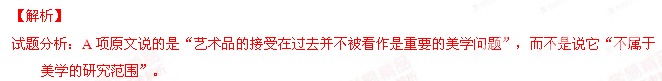 【解析】
试题分析：A 项原文说的是“艺术品的接受在过去并不被看作是重要的美学问题”，而不是说它“不属于
美学的研究范围”。